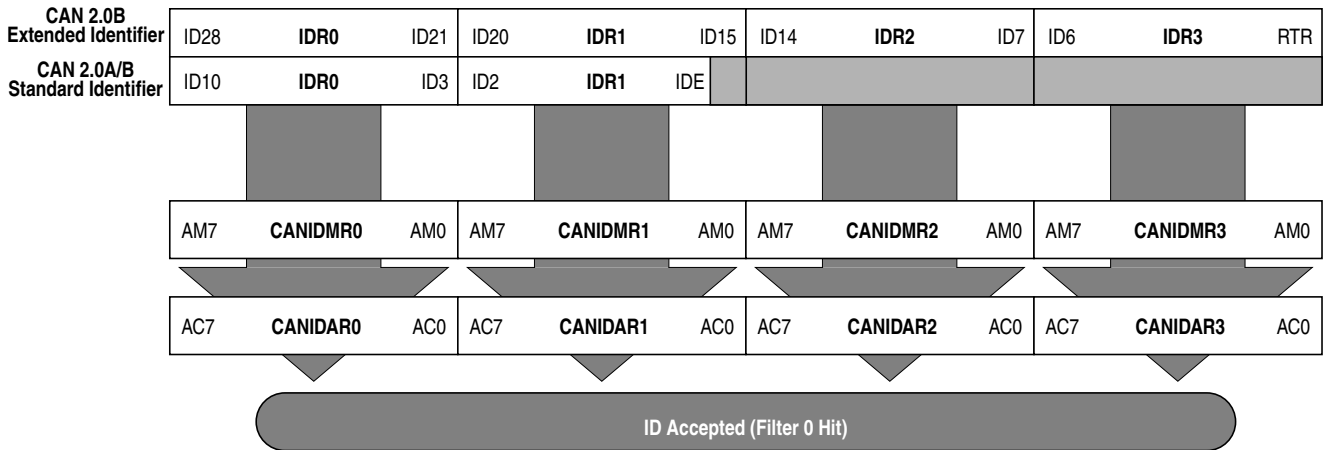 CAN 2.0B
Extended Identifier
ID28 IDR0 ID21 ID20 IDR1 ID15 ID14 IDR2 ID7 ID6 IDR3 RTR
CAN 2.0A/B
Standard Identifier
ID10 IDR0 ID3 ID2 IDR1 IDE
AM7 CANIDMR0 AM0 AM7 CANIDMR1 AM0 AM7 CANIDMR2 AM0 AM7 CANIDMR3 AM0
AC7 CANIDAR0 AC0 AC7 CANIDAR1 AC0 AC7 CANIDAR2 AC0 AC7 CANIDAR3 AC0
ID Accepted (Filter 0 Hit)